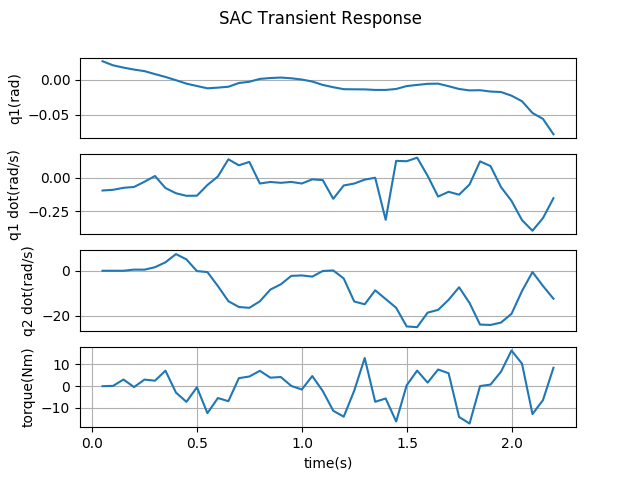 SAC Transient Response
q1(rad)
0.00
−0.05
q1 dot(rad/s)
0.00
−0.25
q2 dot(rad/s)
0
−20
torque(Nm)
10
0
−10
0.0 0.5 1.0 1.5 2.0
time(s)